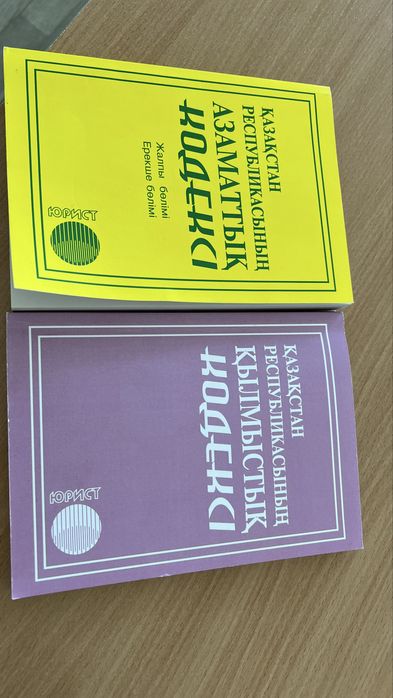 ҚАЗАҚСТАН
РЕСПУБЛИКАСЫНЫҢ
АЗАМАТТЫҚ
КОДЕКСІ
Жалпы бөлімі
Ерекше бөлімі
ЮРИСТ
ҚАЗАҚСТАН
РЕСПУБЛИКАСЫНЫҢ
ҚЫЛМЫСТЫҚ
КОДЕКСІ
ЮРИСТ